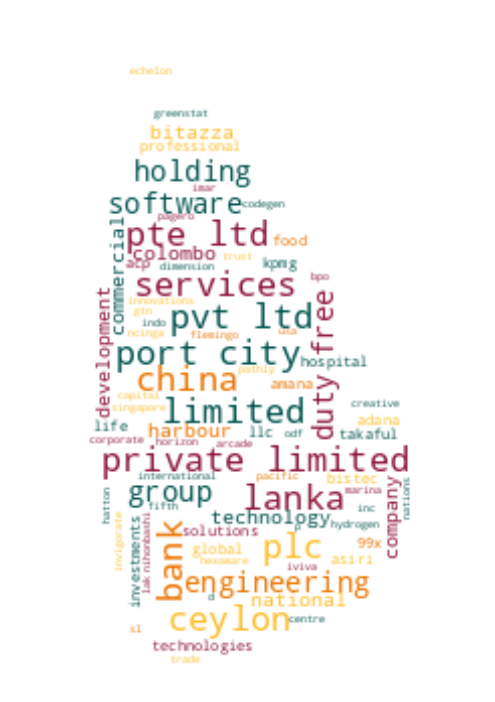 echelon
greenstat
bitazza
professional
holding
imar
software
codegen
pagero
pte ltd
commercial
colombo
trust
food
acp
dimension
kpmg
services
bpo
innovations
gtn
pvt ltd
indo
ncinga
flemingo
usa
duty free
development
port city
hospital
china
pathly
amana
capital
singapore
limited
creative
life
harbour
llc
odf
adana
takaful
corporate
horizon
arcade
private limited
international
pacific
bistec
group
lanka
marina
nations
company
hatton
fifth
technology
inc
hydrogen
p
invigorate
investments
lak nihonbashi
bank
solutions
plc
99x
global
hexaware
asiri
iviva
engineering
d
national
ceylon
centre
sl
technologies
trade